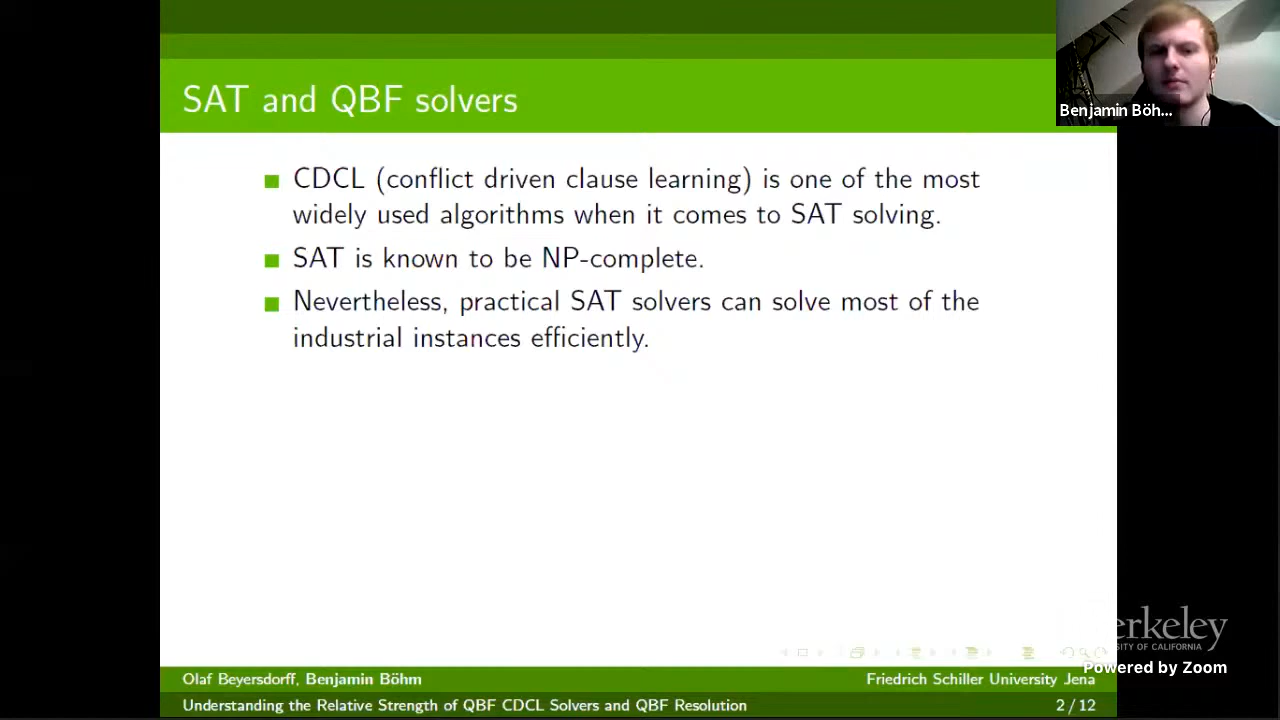 SAT and QBF solvers
Benjamin Böh...
CDCL (conflict driven clause learning) is one of the most
widely used algorithms when it comes to SAT solving.
SAT is known to be NP-complete.
Nevertheless, practical SAT solvers can solve most of the
industrial instances efficiently.
erkeley
OF CALIFORNIA
Powered by Zoom
Olaf Beyersdorff, Benjamin Böhm
Friedrich Schiller University Jena
Understanding the Relative Strength of QBF CDCL Solvers and QBF Resolution
2 / 12